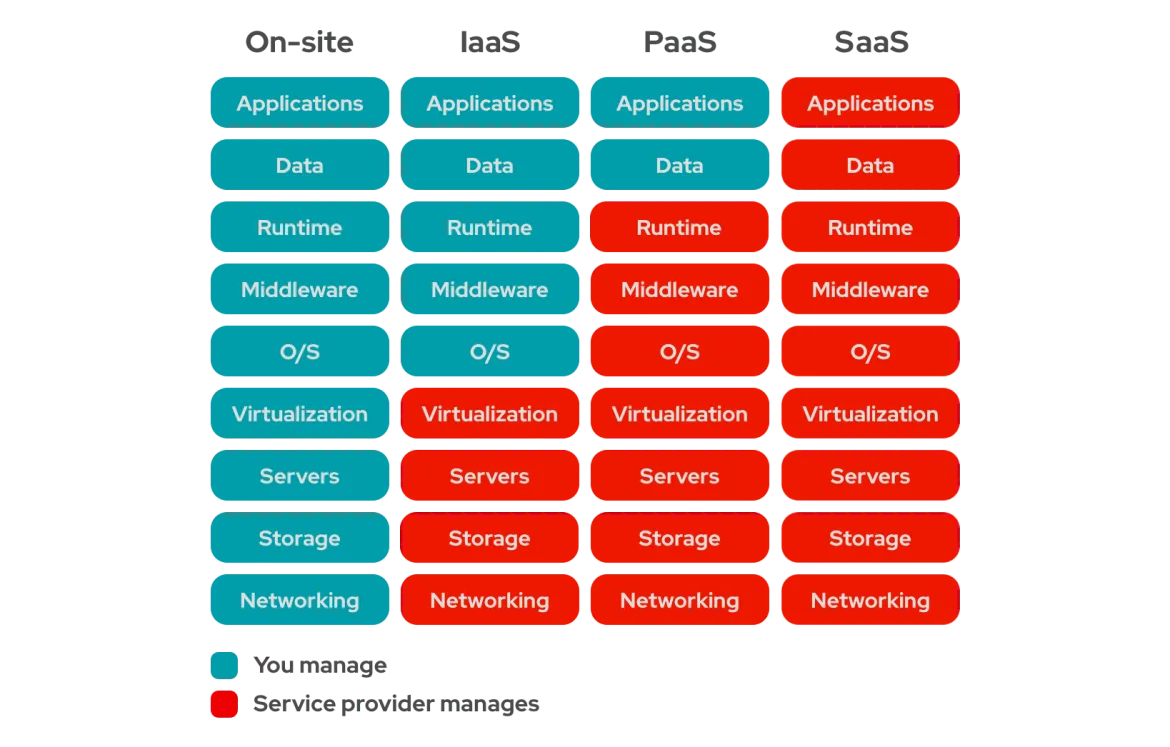 On-site IaaS PaaS SaaS
Applications Applications Applications Applications
Data Data Data Data
Runtime Runtime Runtime Runtime
Middleware Middleware Middleware Middleware
O/S O/S O/S O/S
Virtualization Virtualization Virtualization Virtualization
Servers Servers Servers Servers
Storage Storage Storage Storage
Networking Networking Networking Networking
You manage
Service provider manages